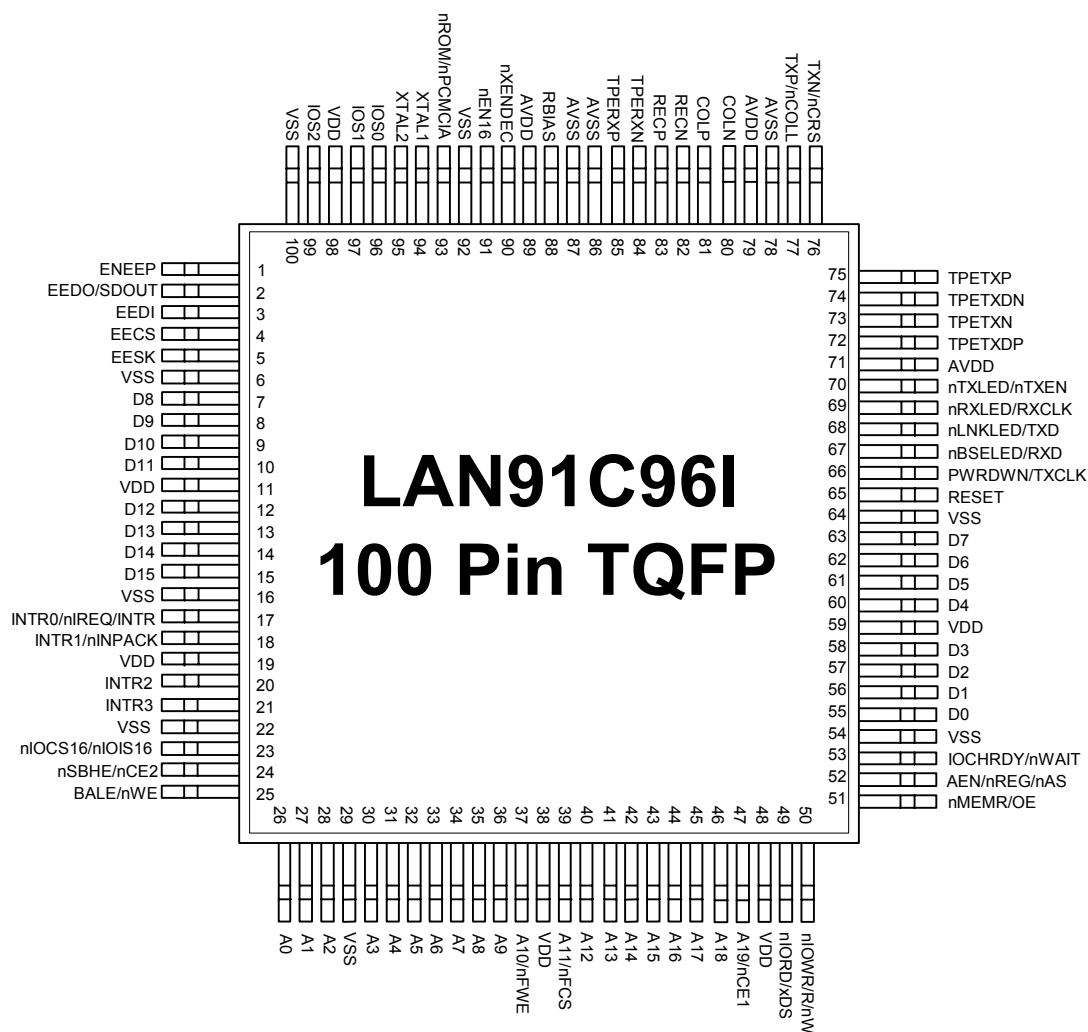 nROM/nPCMCIA
VSS
IOS2
VDD
IOS1
IOS0
XTAL2
XTAL1
VSS
nEN16
nXENDEC
AVDD
RBIAS
AVSS
AVSS
TPERXP
TPERXN
RECP
RECN
COLP
COLN
AVDD
AVSS
TXP/nCOLL
TXN/nCRS
100
99
98
97
96
95
94
93
92
91
90
89
88
87
86
85
84
83
82
81
80
79
78
77
76
ENEEP 1
EEDO/SDOUT 2
EEDI 3
EECS 4
EESK 5
VSS 6
D8 7
D9 8
D10 9
D11 10
VDD 11
D12 12
D13 13
D14 14
D15 15
VSS 16
INTR0/nIREQ/INTR 17
INTR1/nINPACK 18
VDD 19
INTR2 20
INTR3 21
VSS 22
nIOCS16/nIOIS16 23
nSBHE/nCE2 24
BALE/nWE 25
LAN91C96I
100 Pin TQFP
75 TPETXP
74 TPETXDN
73 TPETXN
72 TPETXDP
71 AVDD
70 nTXLED/nTXEN
69 nRXLED/RXCLK
68 nLNKLED/TXD
67 nBSELED/RXD
66 PWRDWN/TXCLK
65 RESET
64 VSS
63 D7
62 D6
61 D5
60 D4
59 VDD
58 D3
57 D2
56 D1
55 D0
54 VSS
53 IOCHRDY/nWAIT
52 AEN/nREG/nAS
51 nMEMR/OE
26
27
28
29
30
31
32
33
34
35
36
37
38
39
40
41
42
43
44
45
46
47
48
49
50
A0
A1
A2
VSS
A3
A4
A5
A6
A7
A8
A9
A10/nFWE
VDD
A11/nFCS
A12
A13
A14
A15
A16
A17
A18
A19/nCE1
VDD
nIORD/xDS
nIOWR/R/nW